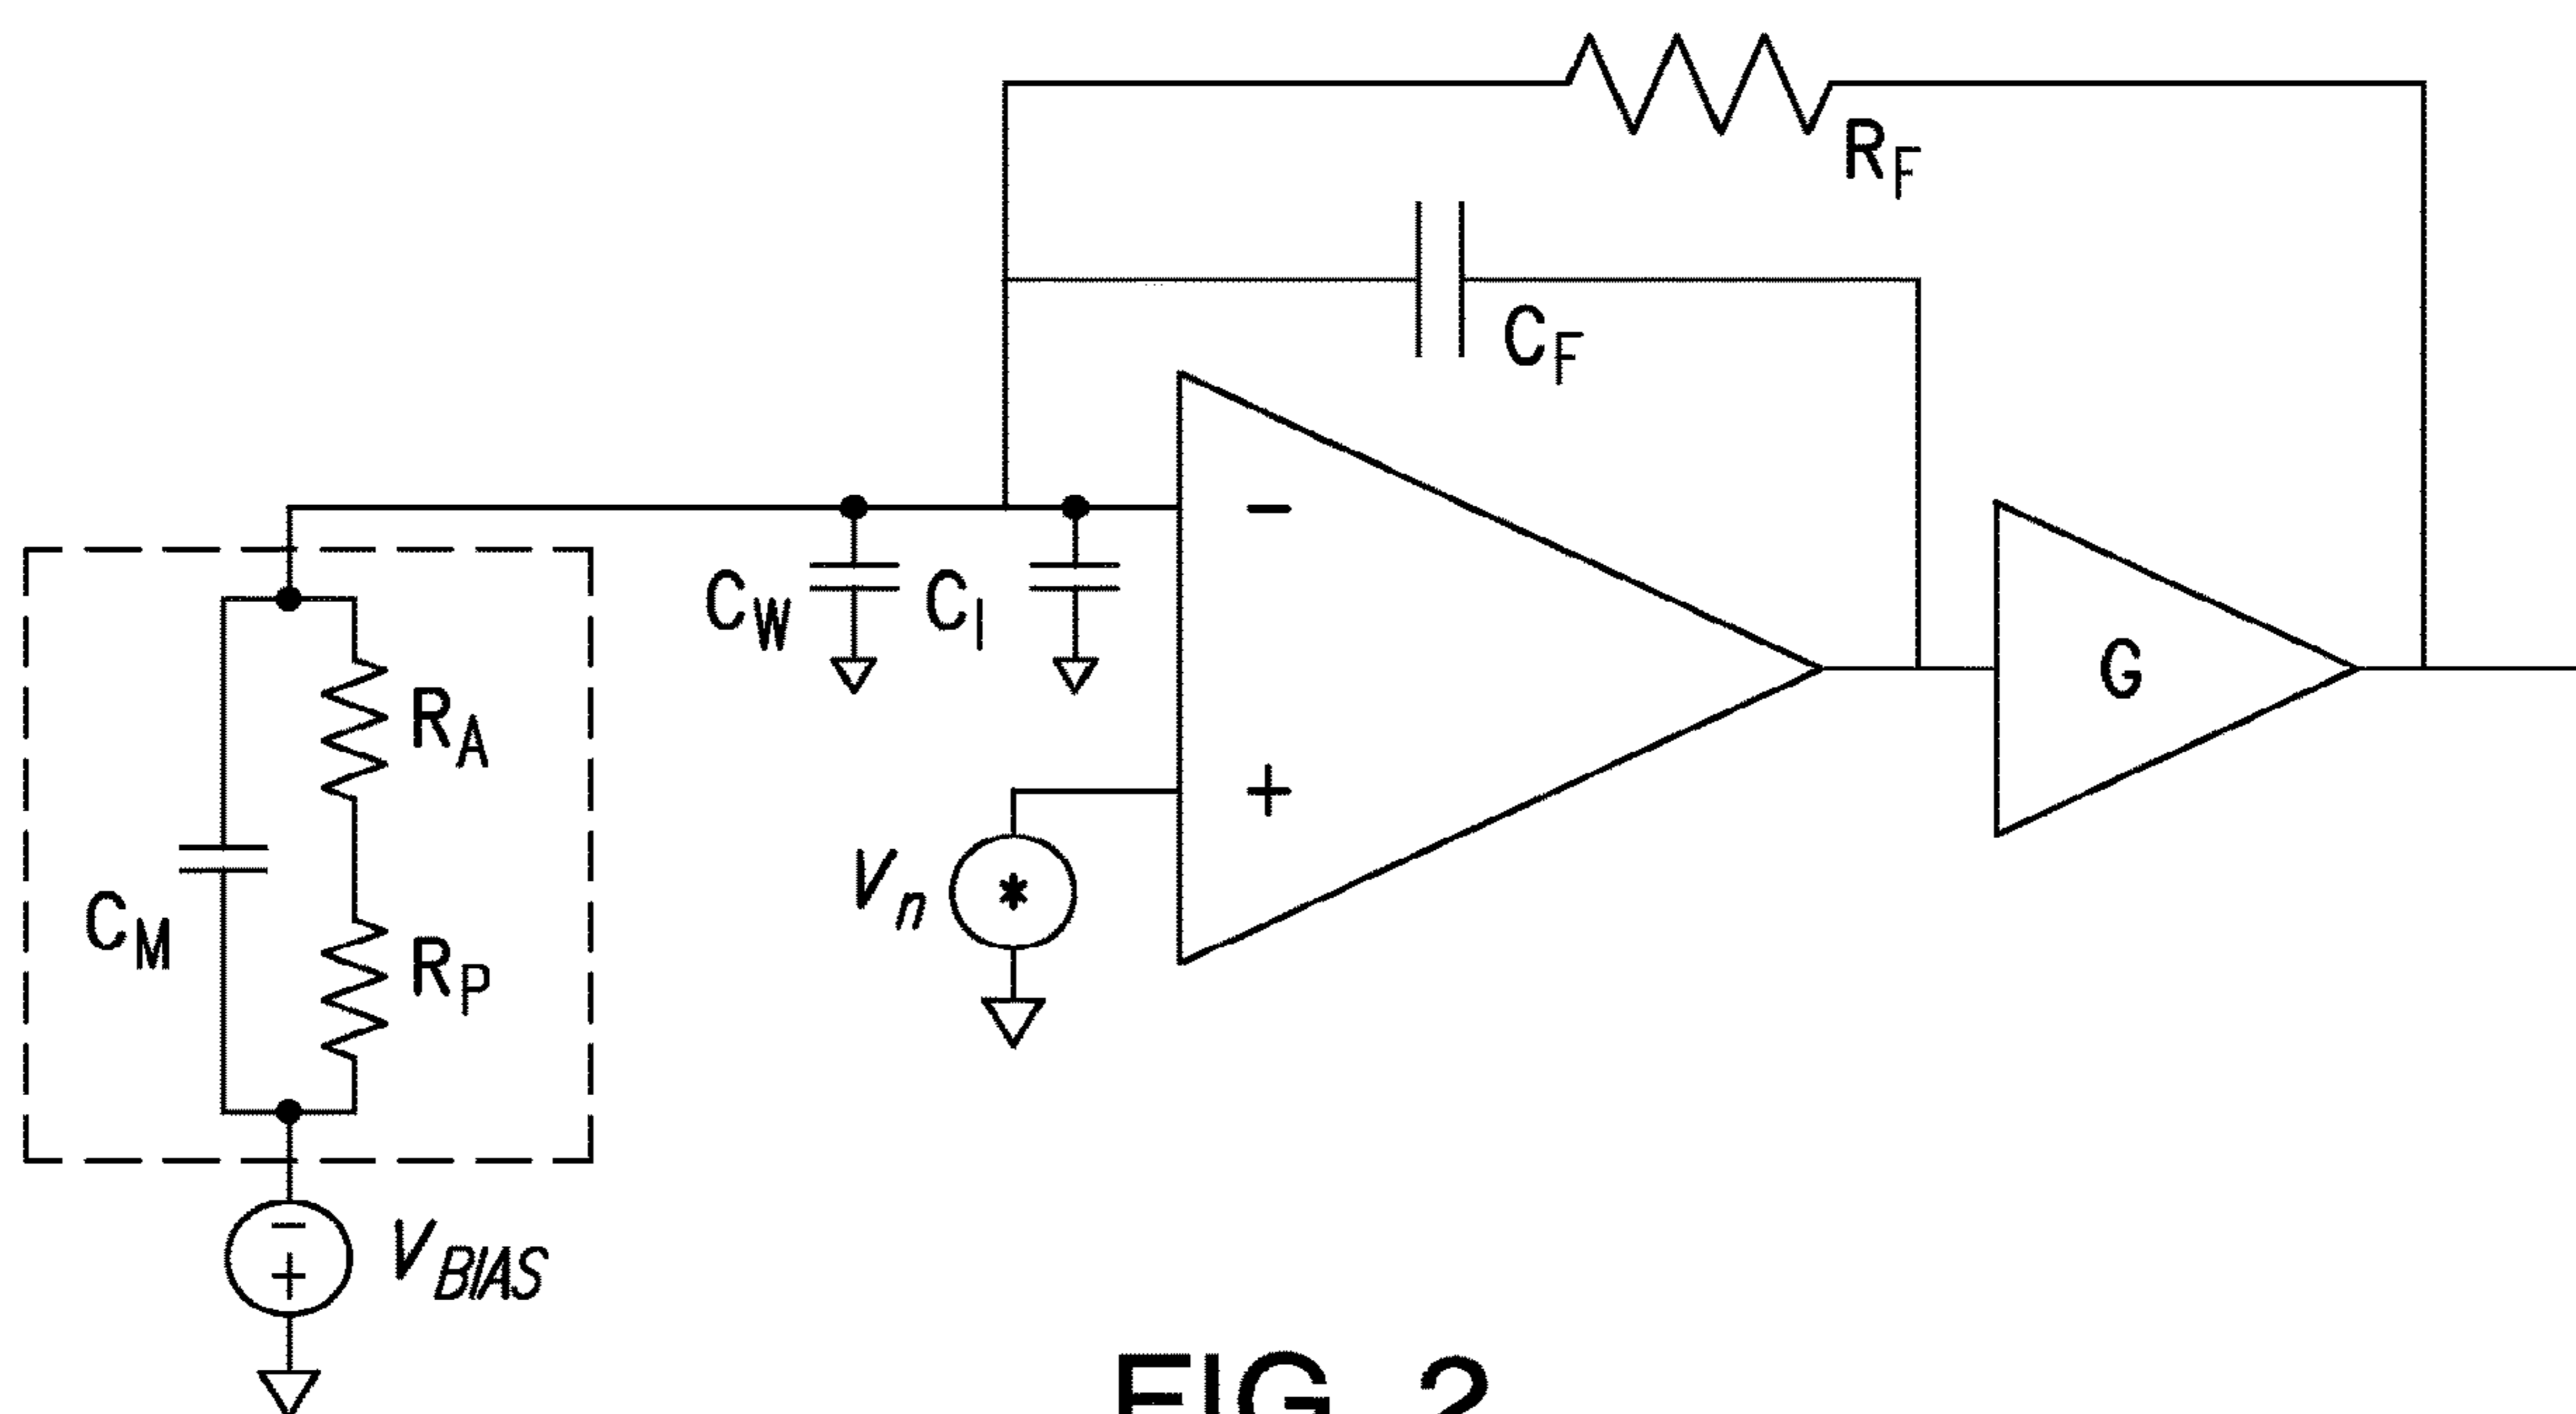 R_F
C_F
−
C_W
C_I
R_A
G
+
V_n
*
C_M
R_P
−
+
V_BIAS
FIG. 2